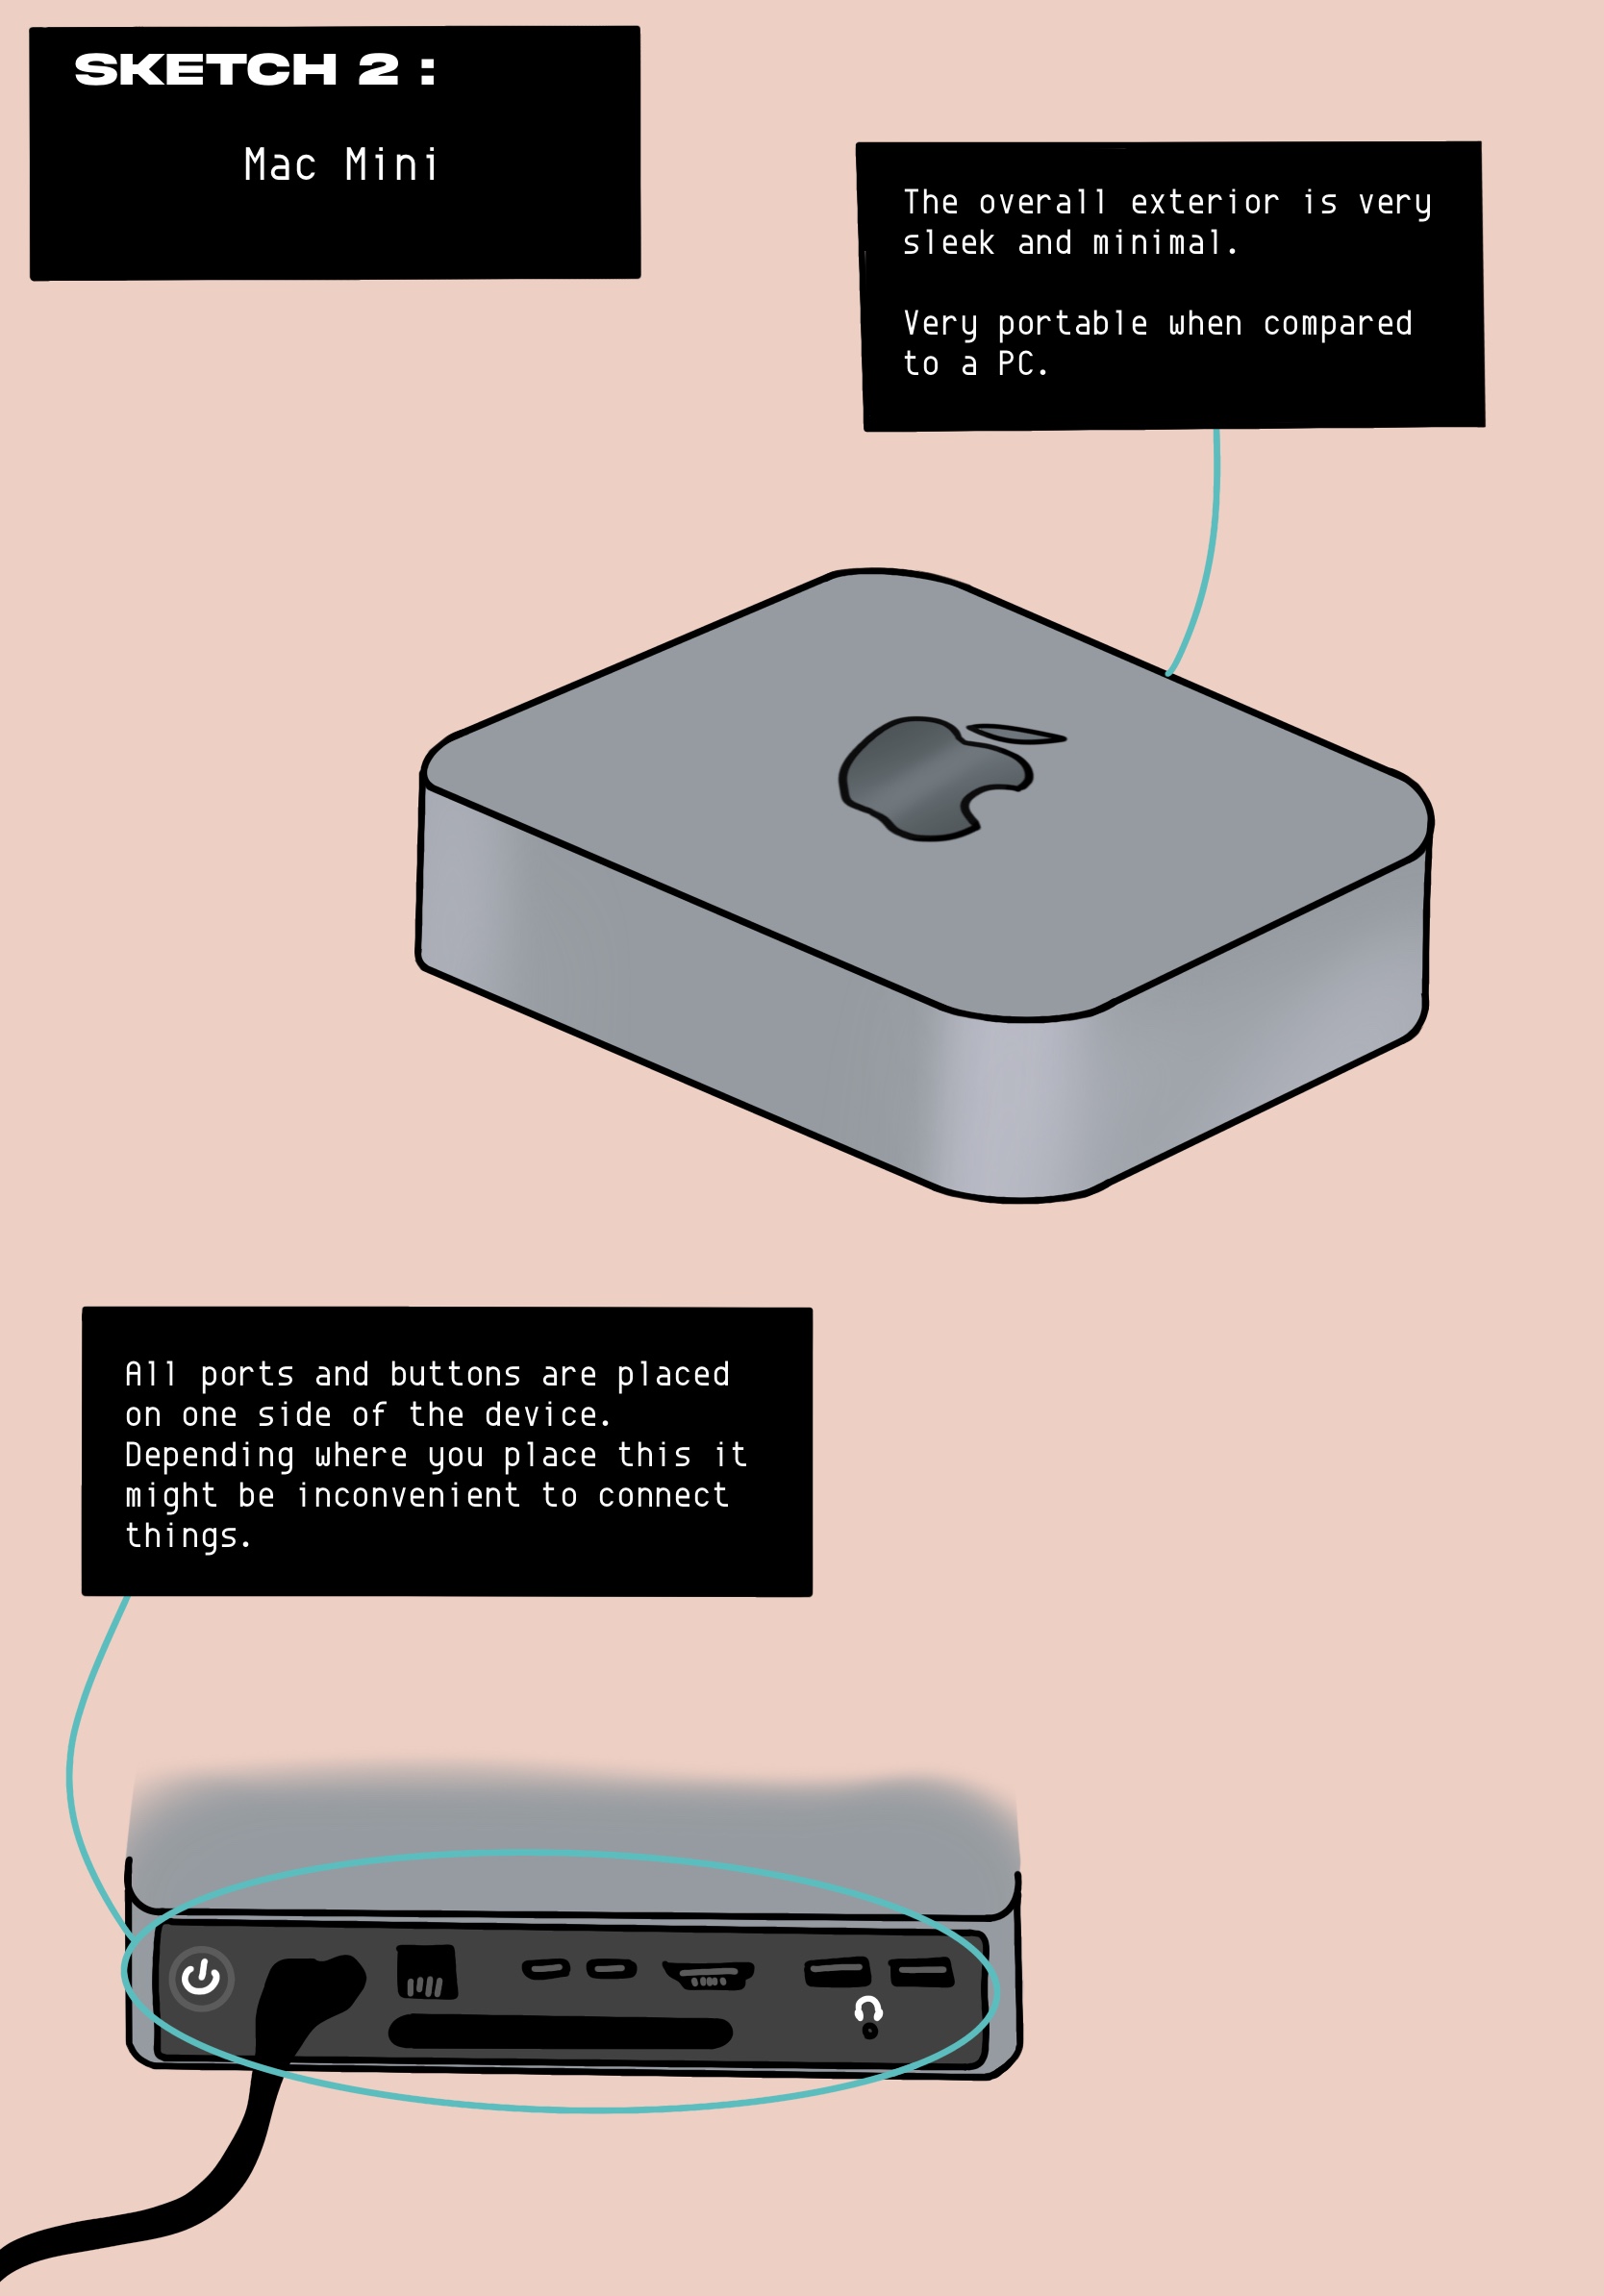 SKETCH 2 :
Mac Mini
The overall exterior is very
sleek and minimal.
Very portable when compared
to a PC.
All ports and buttons are placed
on one side of the device.
Depending where you place this it
might be inconvenient to connect
things.